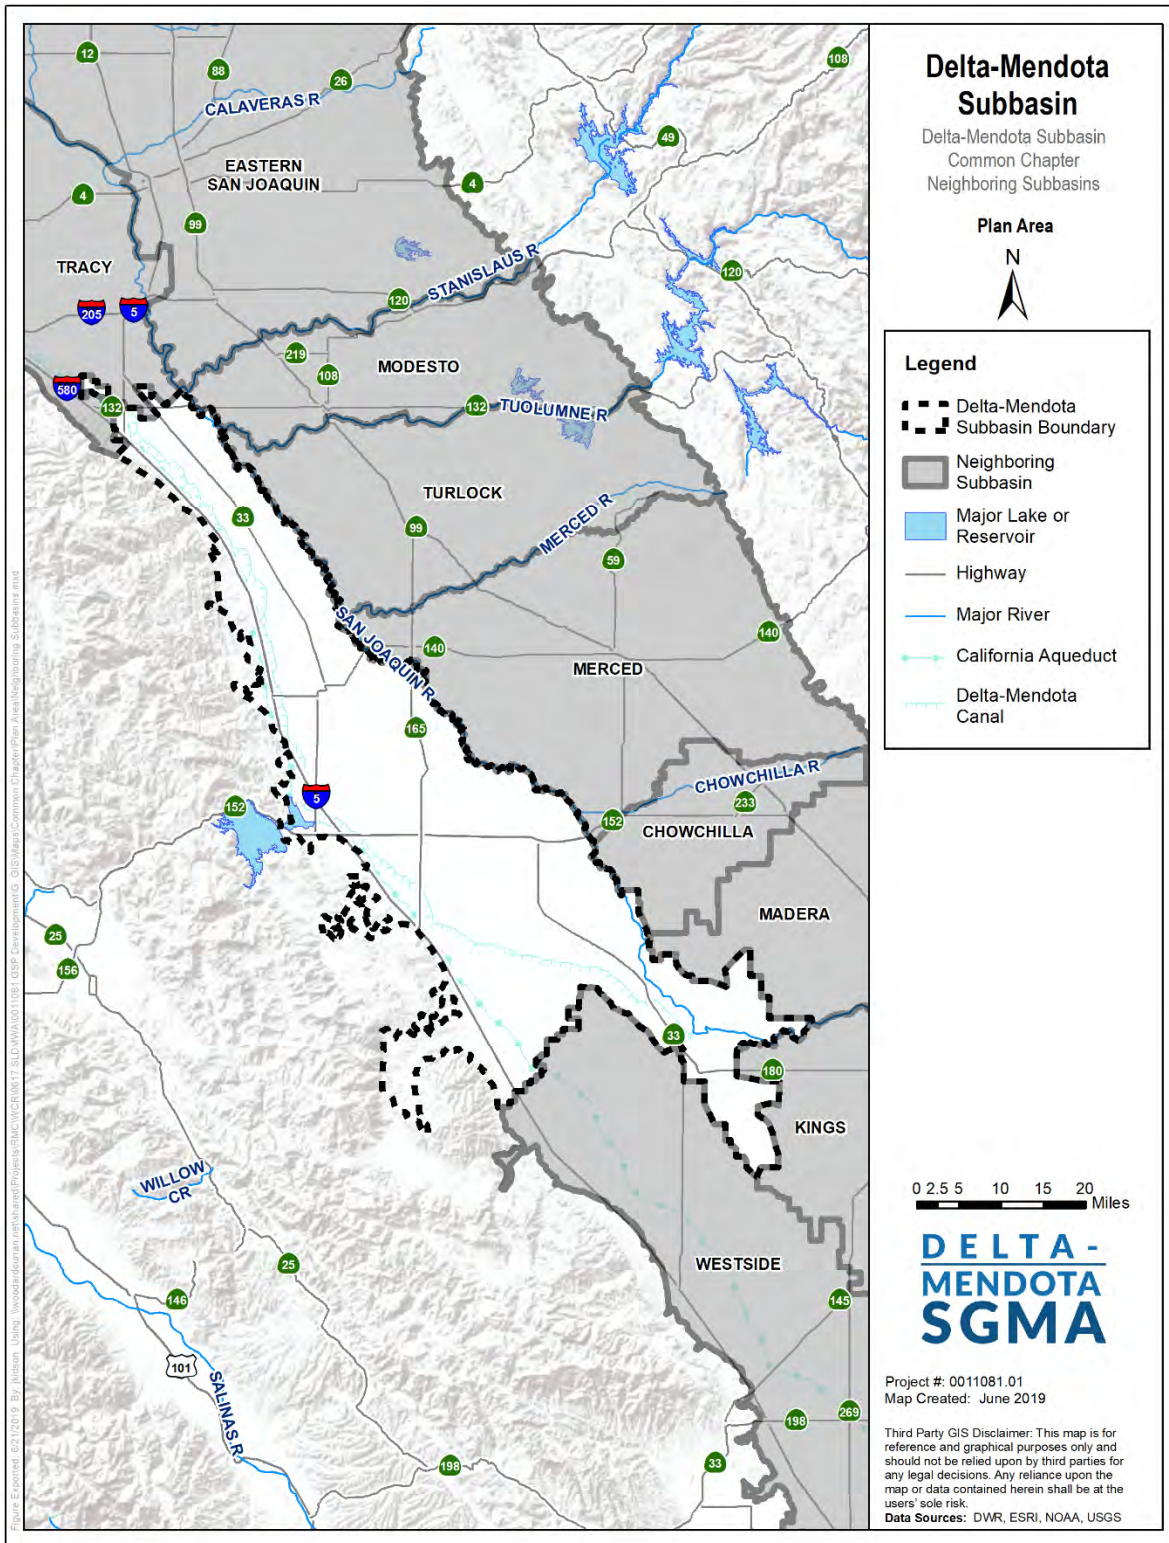 12
88
26
108
CALAVERAS R
49
EASTERN
SAN JOAQUIN
4
4
99
TRACY
STANISLAUS R
120
120
205
5
219
108
MODESTO
580
132
132
TUOLUMNE R
33
TURLOCK
99
MERCED R
59
SAN JOAQUIN R
140
140
MERCED
165
CHOWCHILLA R
5
152
233
152
CHOWCHILLA
MADERA
25
156
33
180
KINGS
WILLOW
CR
25
WESTSIDE
146
145
101
SALINAS R
198
269
33
198
Delta-Mendota
Subbasin
Delta-Mendota Subbasin
Common Chapter
Neighboring Subbasins
Plan Area
N
Legend
Delta-Mendota
Subbasin Boundary
Neighboring
Subbasin
Major Lake or
Reservoir
Highway
Major River
California Aqueduct
Delta-Mendota
Canal
0 2.5 5 10 15 20
Miles
DELTA-
MENDOTA
SGMA
Project #: 0011081.01
Map Created: June 2019
Third Party GIS Disclaimer: This map is for
reference and graphical purposes only and
should not be relied upon by third parties for
any legal decisions. Any reliance upon the
map or data contained herein shall be at the
users' sole risk.
Data Sources: DWR, ESRI, NOAA, USGS